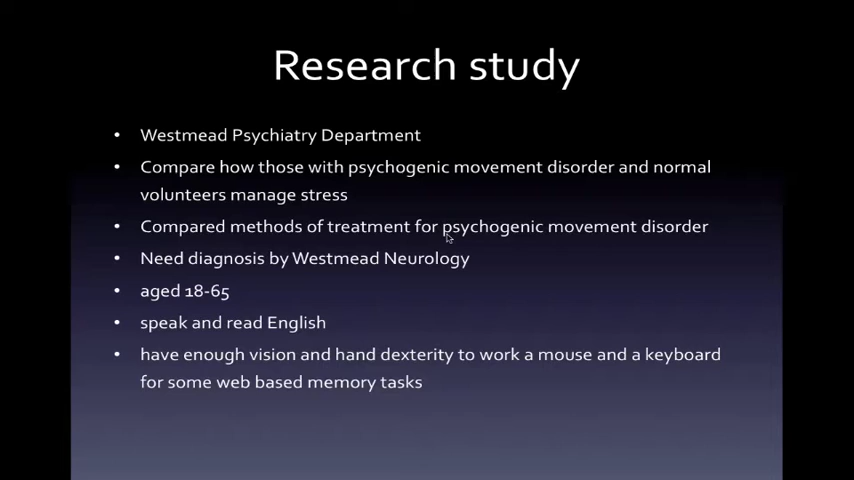 Research study
• Westmead Psychiatry Department
• Compare how those with psychogenic movement disorder and normal
volunteers manage stress
• Compared methods of treatment for psychogenic movement disorder
• Need diagnosis by Westmead Neurology
• aged 18-65
• speak and read English
• have enough vision and hand dexterity to work a mouse and a keyboard
for some web based memory tasks